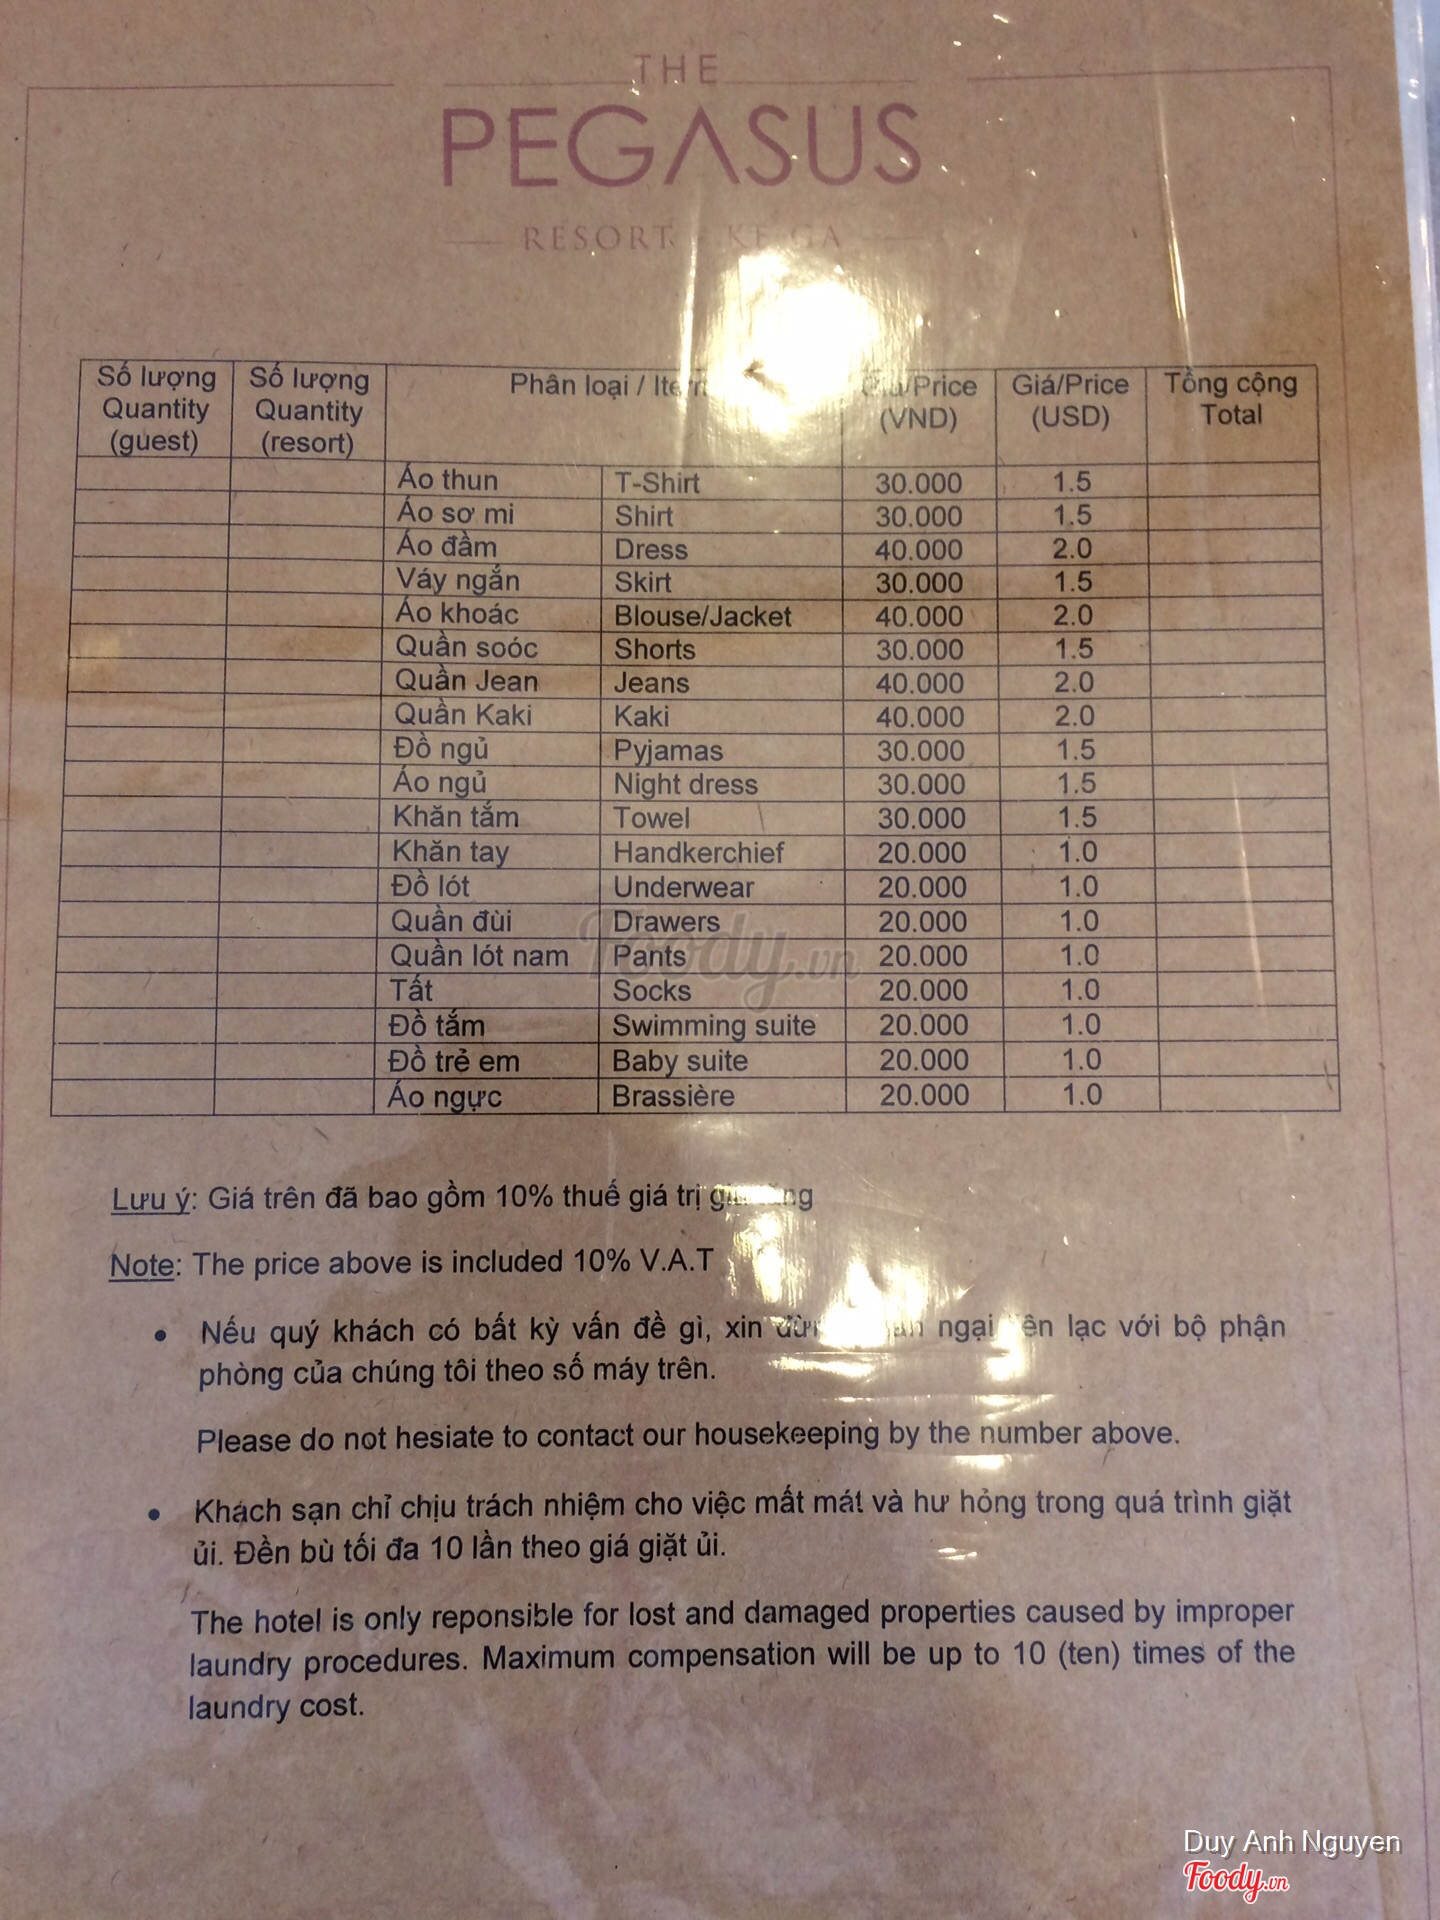 THE
PEGASUS
RESORT - KE GA
Số lượng Quantity (guest) Số lượng Quantity (resort) Phân loại / Item Giá/Price (VND) Giá/Price (USD) Tổng cộng Total
Áo thun T-Shirt 30.000 1.5
Áo sơ mi Shirt 30.000 1.5
Áo đầm Dress 40.000 2.0
Váy ngắn Skirt 30.000 1.5
Áo khoác Blouse/Jacket 40.000 2.0
Quần soóc Shorts 30.000 1.5
Quần Jean Jeans 40.000 2.0
Quần Kaki Kaki 40.000 2.0
Đồ ngủ Pyjamas 30.000 1.5
Áo ngủ Night dress 30.000 1.5
Khăn tắm Towel 30.000 1.5
Khăn tay Handkerchief 20.000 1.0
Đồ lót Underwear 20.000 1.0
Quần đùi Drawers 20.000 1.0
Quần lót nam Pants 20.000 1.0
Tất Socks 20.000 1.0
Đồ tắm Swimming suite 20.000 1.0
Đồ trẻ em Baby suite 20.000 1.0
Áo ngực Brassière 20.000 1.0
Foody.vn
Lưu ý: Giá trên đã bao gồm 10% thuế giá trị
Note: The price above is included 10% V.A.T
• Nếu quý khách có bất kỳ vấn đề gì, xin ngại lạc với bộ phận
phòng của chúng tôi theo số máy trên.
Please do not hesiate to contact our housekeeping by the number above.
• Khách sạn chỉ chịu trách nhiệm cho việc mất mát và hư hỏng trong quá trình giặt
ủi. Đền bù tối đa 10 lần theo giá giặt ủi.
The hotel is only reponsible for lost and damaged properties caused by improper
laundry procedures. Maximum compensation will be up to 10 (ten) times of the
laundry cost.
Duy Anh Nguyen
Foody.vn